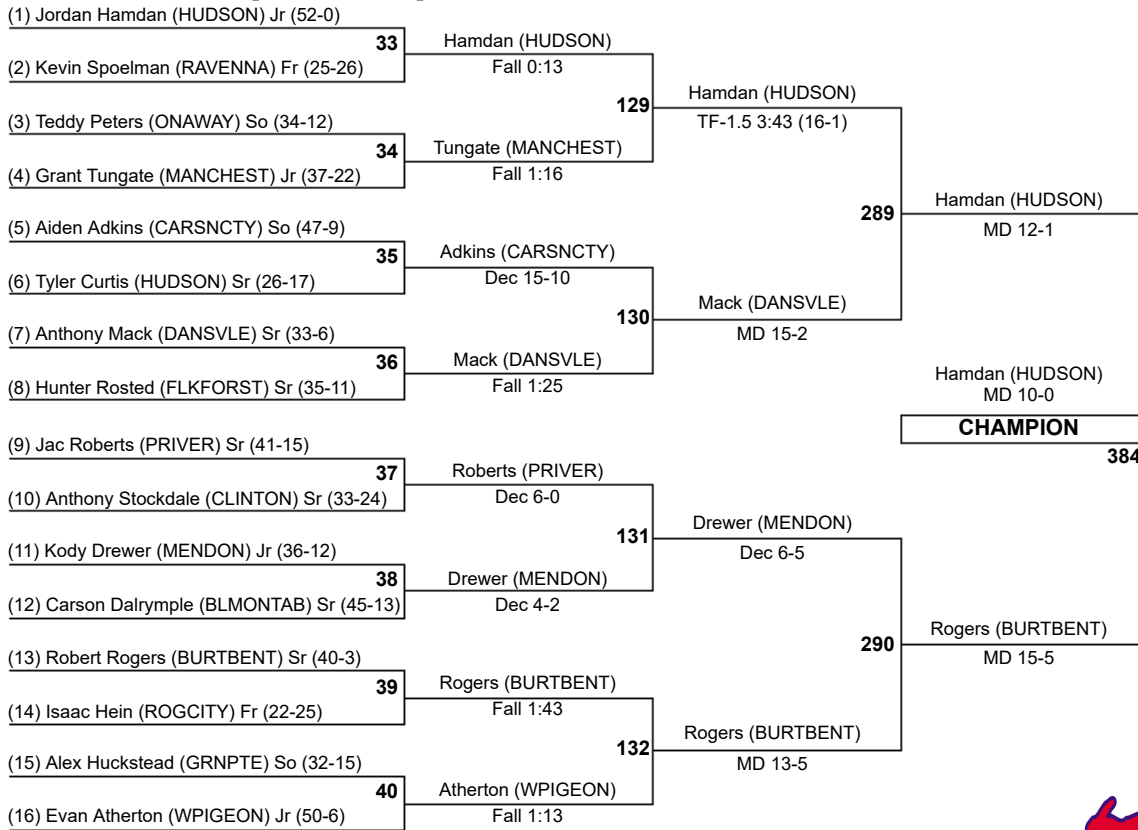 (1) Jordan Hamdan (HUDSON) Jr (52-0)
33
Hamdan (HUDSON)
(2) Kevin Spoelman (RAVENNA) Fr (25-26)
Fall 0:13
129
Hamdan (HUDSON)
(3) Teddy Peters (ONAWAY) So (34-12)
TF-1.5 3:43 (16-1)
34
Tungate (MANCHEST)
(4) Grant Tungate (MANCHEST) Jr (37-22)
Fall 1:16
289
Hamdan (HUDSON)
MD 12-1
(5) Aiden Adkins (CARSNCTY) So (47-9)
35
Adkins (CARSNCTY)
(6) Tyler Curtis (HUDSON) Sr (26-17)
Dec 15-10
130
Mack (DANSVLE)
(7) Anthony Mack (DANSVLE) Sr (33-6)
MD 15-2
36
Mack (DANSVLE)
(8) Hunter Rosted (FLKFORST) Sr (35-11)
Fall 1:25
Hamdan (HUDSON)
MD 10-0
CHAMPION
384
(9) Jac Roberts (PRIVER) Sr (41-15)
37
Roberts (PRIVER)
(10) Anthony Stockdale (CLINTON) Sr (33-24)
Dec 6-0
131
Drewer (MENDON)
(11) Kody Drewer (MENDON) Jr (36-12)
Dec 6-5
38
Drewer (MENDON)
(12) Carson Dalrymple (BLMONTAB) Sr (45-13)
Dec 4-2
290
Rogers (BURTBENT)
MD 15-5
(13) Robert Rogers (BURTBENT) Sr (40-3)
39
Rogers (BURTBENT)
(14) Isaac Hein (ROGCITY) Fr (22-25)
Fall 1:43
132
Rogers (BURTBENT)
(15) Alex Huckstead (GRNPTE) So (32-15)
MD 13-5
40
Atherton (WPIGEON)
(16) Evan Atherton (WPIGEON) Jr (50-6)
Fall 1:13